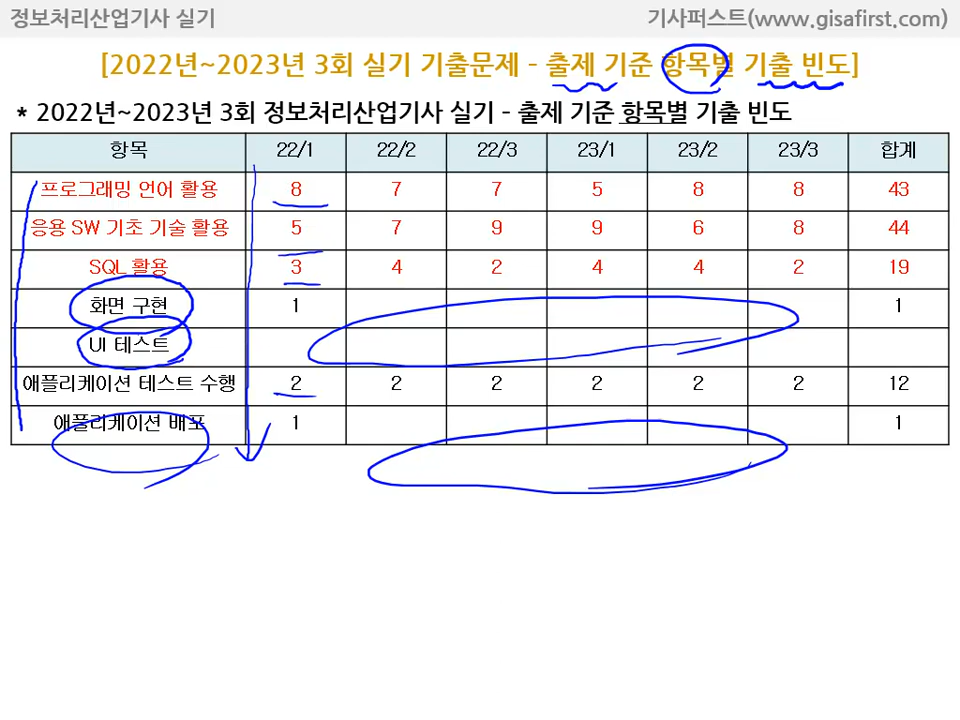 정보처리산업기사 실기 기사퍼스트(www.gisafirst.com)
[2022년~2023년 3회 실기 기출문제 - 출제 기준 항목별 기출 빈도]
* 2022년~2023년 3회 정보처리산업기사 실기 - 출제 기준 항목별 기출 빈도
항목 22/1 22/2 22/3 23/1 23/2 23/3 합계
프로그래밍 언어 활용 8 7 7 5 8 8 43
응용 SW 기초 기술 활용 5 7 9 9 6 8 44
SQL 활용 3 4 2 4 4 2 19
화면 구현 1 1
UI 테스트
애플리케이션 테스트 수행 2 2 2 2 2 2 12
애플리케이션 배포 1 1